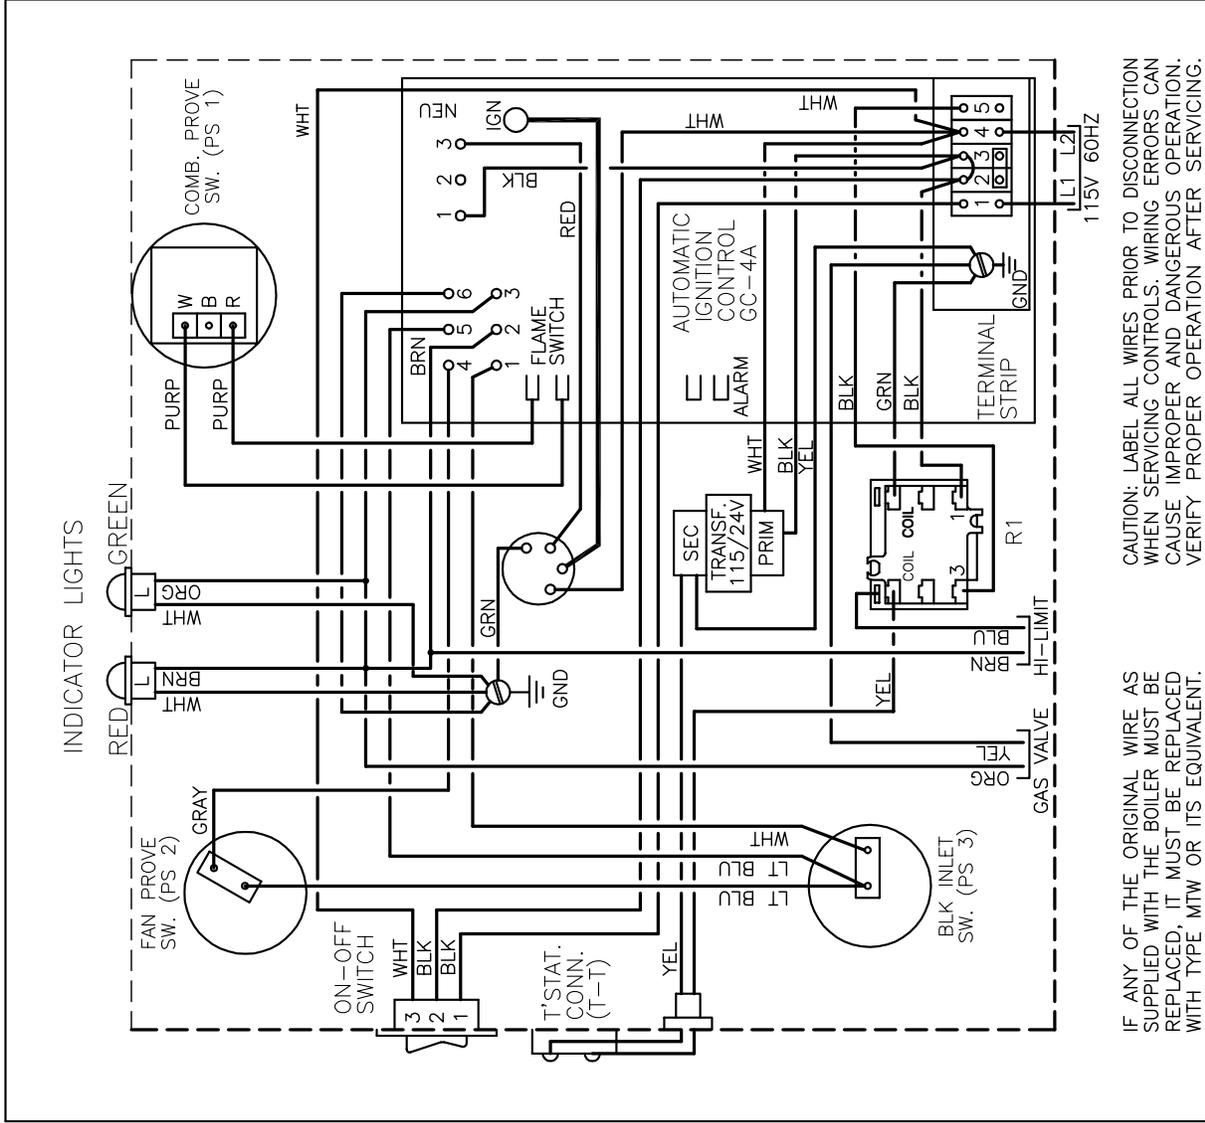 INDICATOR LIGHTS
RED
GREEN
L
L
WHT
BRN
WHT
ORG
COMB. PROVE
SW. (PS 1)
W
B
R
PURP
PURP
FAN PROVE
SW. (PS 2)
GRAY
WHT
ON-OFF
SWITCH
WHT
BLK
BLK
3
2
1
NEU
IGN
3
2
1
BLK
RED
6
5
4
3
2
1
BRN
FLAME
SWITCH
GRN
GND
AUTOMATIC
IGNITION
CONTROL
GC-4A
ALARM
WHT
WHT
T'STAT.
CONN.
(T-T)
YEL
SEC
TRANSF.
115/24V
PRIM
WHT
BLK
YEL
BLK
GRN
BLK
TERMINAL
STRIP
GND
1
2
3
4
5
L1
L2
115V 60HZ
COIL
COIL
1
3
R1
YEL
BLU
BRN
HI-LIMIT
YEL
ORG
GAS VALVE
WHT
LT BLU
LT BLU
BLK INLET
SW. (PS 3)
IF ANY OF THE ORIGINAL WIRE AS
SUPPLIED WITH THE BOILER MUST BE
REPLACED, IT MUST BE REPLACED
WITH TYPE MTW OR ITS EQUIVALENT.
CAUTION: LABEL ALL WIRES PRIOR TO DISCONNECTION
WHEN SERVICING CONTROLS. WIRING ERRORS CAN
CAUSE IMPROPER AND DANGEROUS OPERATION.
VERIFY PROPER OPERATION AFTER SERVICING.